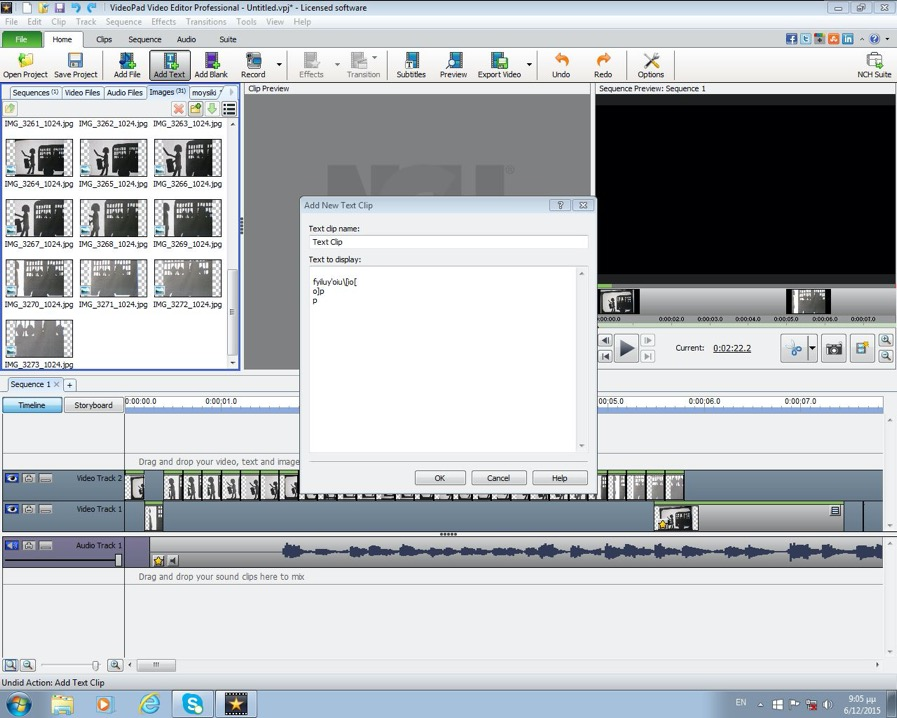 VideoPad Video Editor Professional - Untitled.vpj* - Licensed software
File Edit Clip Track Sequence Effects Transitions Tools View Help
File Home Clips Sequence Audio Suite
Open Project Save Project Add File Add Text Add Blank Record Effects Transition Subtitles Preview Export Video Undo Redo Options NCH Suite
Sequences (1) Video Files Audio Files Images (31) moysiki
Clip Preview
Sequence Preview: Sequence 1
IMG_3261_1024.jpg IMG_3262_1024.jpg IMG_3263_1024.jpg
IMG_3264_1024.jpg IMG_3265_1024.jpg IMG_3266_1024.jpg
IMG_3267_1024.jpg IMG_3268_1024.jpg IMG_3269_1024.jpg
IMG_3270_1024.jpg IMG_3271_1024.jpg IMG_3272_1024.jpg
IMG_3273_1024.jpg
NCH
Add New Text Clip
Text clip name:
Text Clip
Text to display:
fyiluy'oiu\[io[
o]p
p
OK Cancel Help
0:00:02.0 0:00:03.0 0:00:04.0 0:00:05.0 0:00:06.0 0:00:07.0
Current: 0:02:22.2
Sequence 1
Timeline Storyboard
0:00:00.0 0:00:01.0 00:05.0 0:00:06.0 0:00:07.0
Drag and drop your video, text and image
Video Track 2
Video Track 1
Audio Track 1
Drag and drop your sound clips here to mix
Undid Action: Add Text Clip
EN
9:05 μμ
6/12/2015